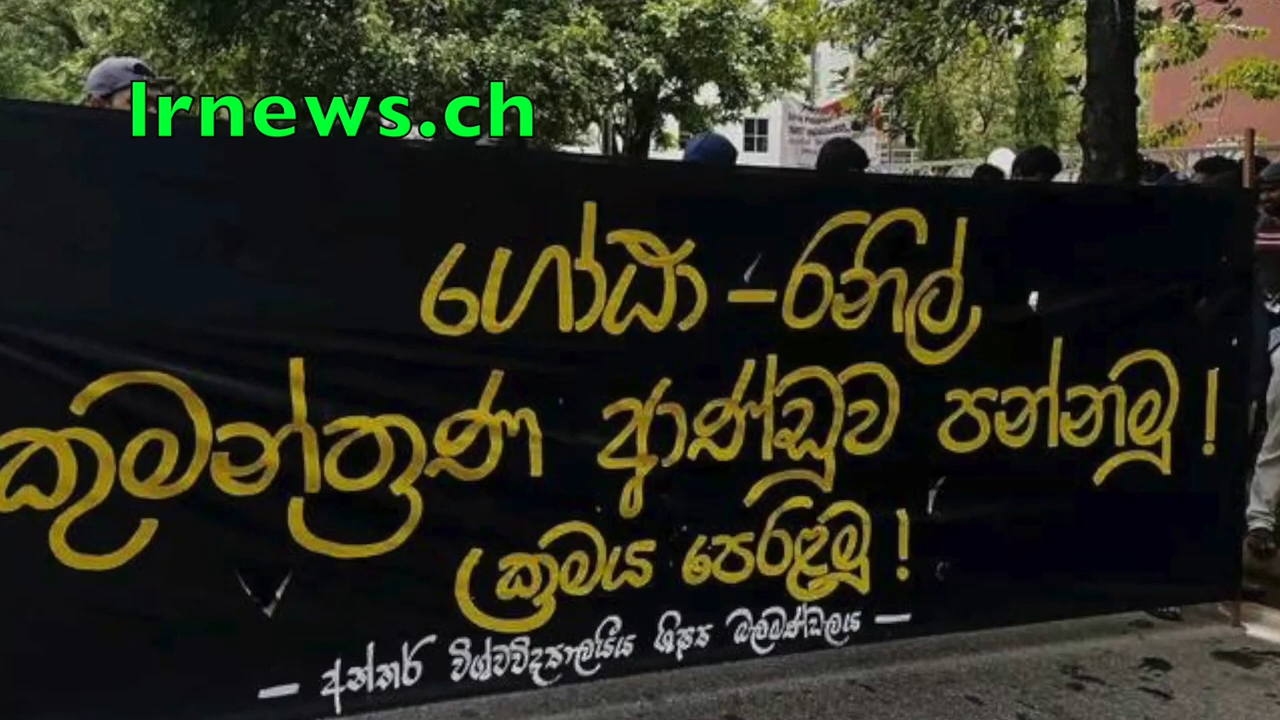 lrnews.ch
ගෝඨා - රනිල්
කුමන්ත්‍රණ ආණ්ඩුව පන්නමු !
ක්‍රමය පෙරළමු !
— අන්තර් විශ්වවිද්‍යාලයීය ශිෂ්‍ය බලමණ්ඩලය —